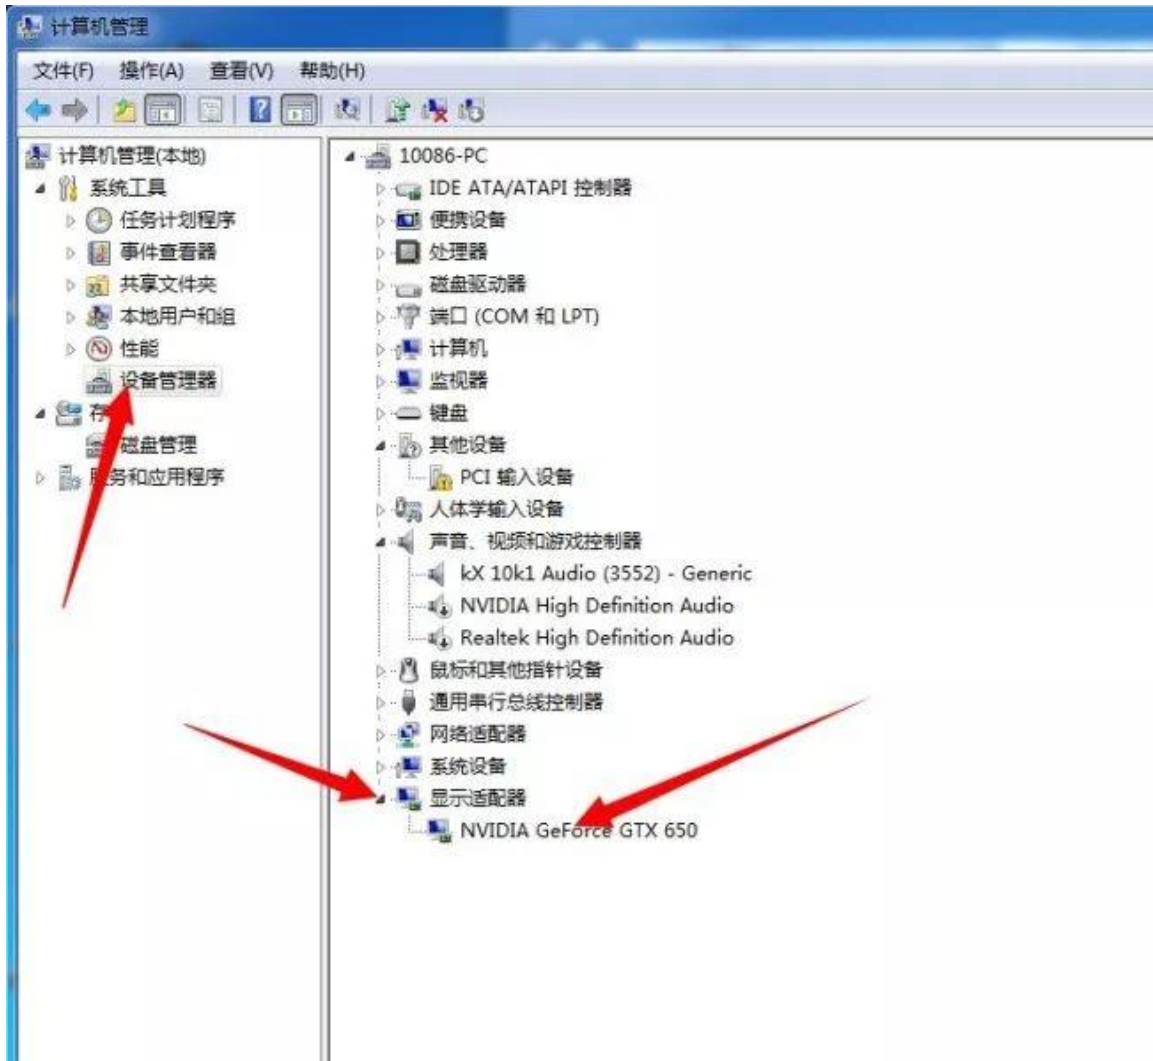 计算机管理
文件(F) 操作(A) 查看(V) 帮助(H)
计算机管理(本地)
系统工具
任务计划程序
事件查看器
共享文件夹
本地用户和组
性能
设备管理器
存
磁盘管理
服务和应用程序
10086-PC
IDE ATA/ATAPI 控制器
便携设备
处理器
磁盘驱动器
端口 (COM 和 LPT)
计算机
监视器
键盘
其他设备
PCI 输入设备
人体学输入设备
声音、视频和游戏控制器
kX 10k1 Audio (3552) - Generic
NVIDIA High Definition Audio
Realtek High Definition Audio
鼠标和其他指针设备
通用串行总线控制器
网络适配器
系统设备
显示适配器
NVIDIA GeForce GTX 650